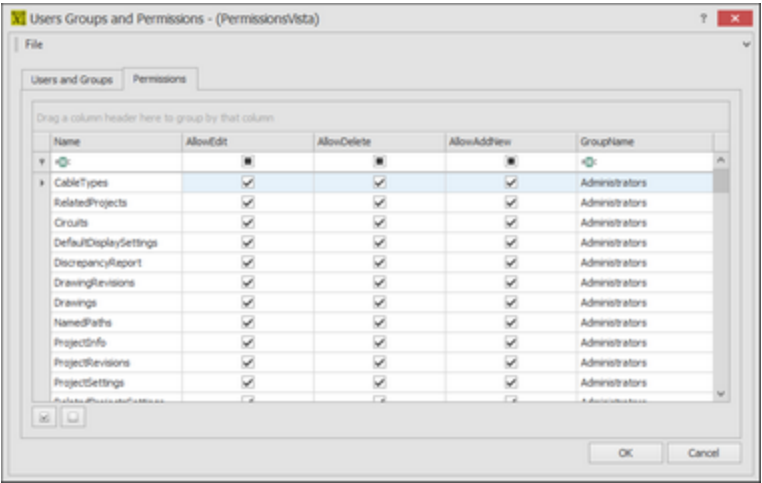 Users Groups and Permissions - (PermissionsVista)
?
File
Users and Groups Permissions
Drag a column header here to group by that column
Name AllowEdit AllowDelete AllowAddNew GroupName
CableTypes Administrators
RelatedProjects Administrators
Circuits Administrators
DefaultDisplaySettings Administrators
DiscrepancyReport Administrators
DrawingRevisions Administrators
Drawings Administrators
NamedPaths Administrators
ProjectInfo Administrators
ProjectRevisions Administrators
ProjectSettings Administrators
RelatedProjectsSettings Administrators
OK Cancel